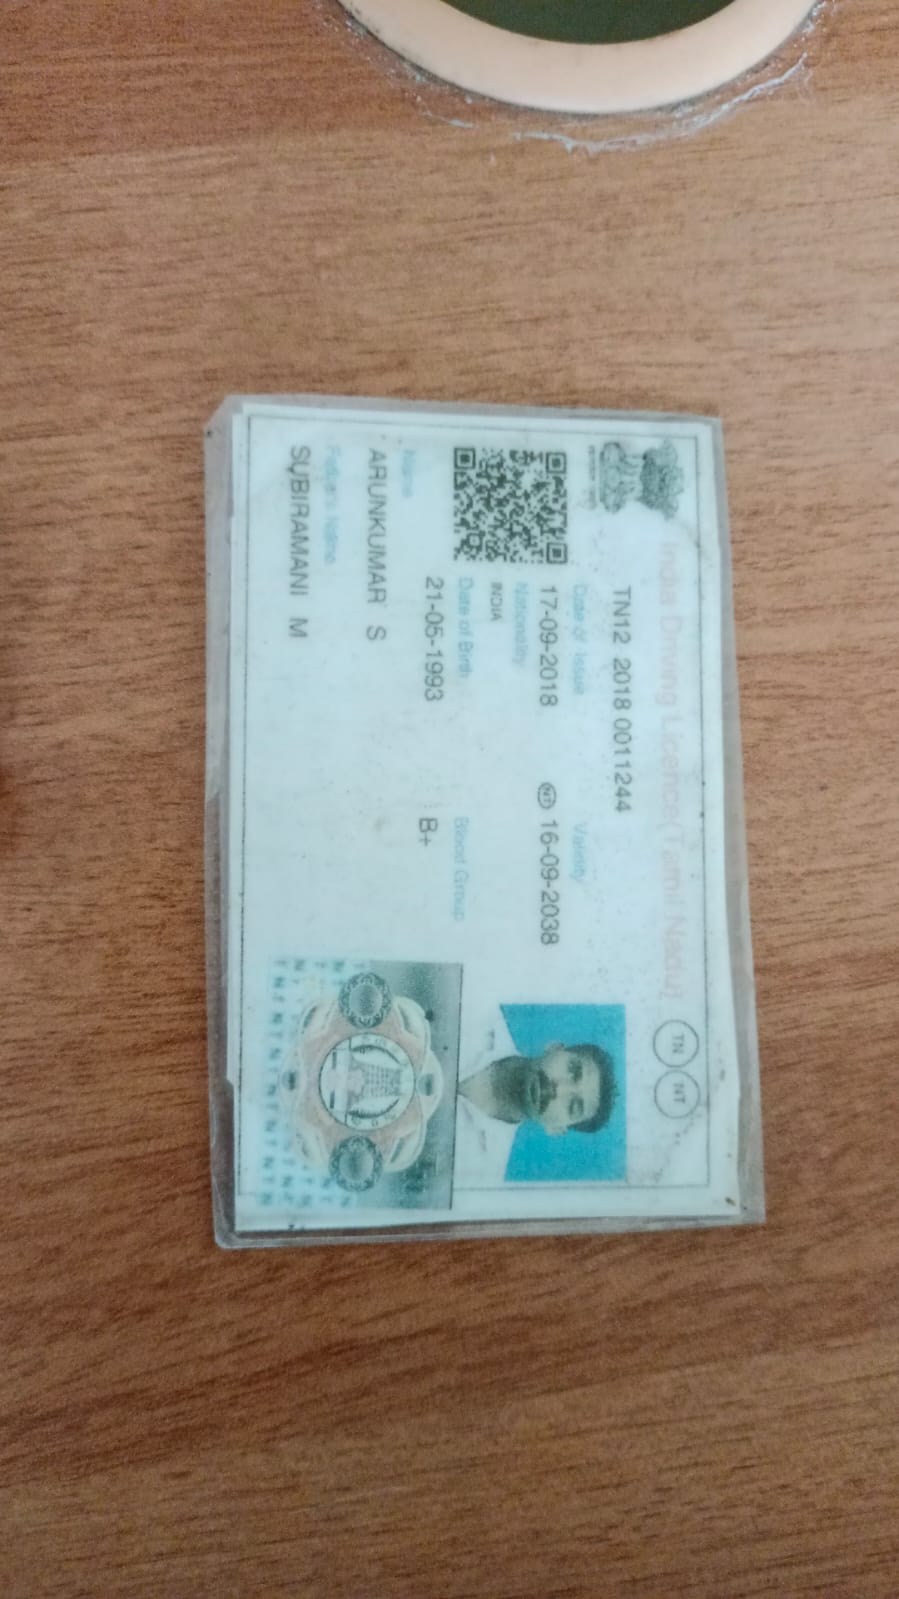 India Driving Licence(Tamil Nadu)
TN NT
TN12 2018 0011244
Date of Issue Validity
17-09-2018 NT 16-09-2038
Nationality
INDIA
Date of Birth Blood Group
21-05-1993 B+
Name
ARUNKUMAR S
Father's Name
SUBIRAMANI M